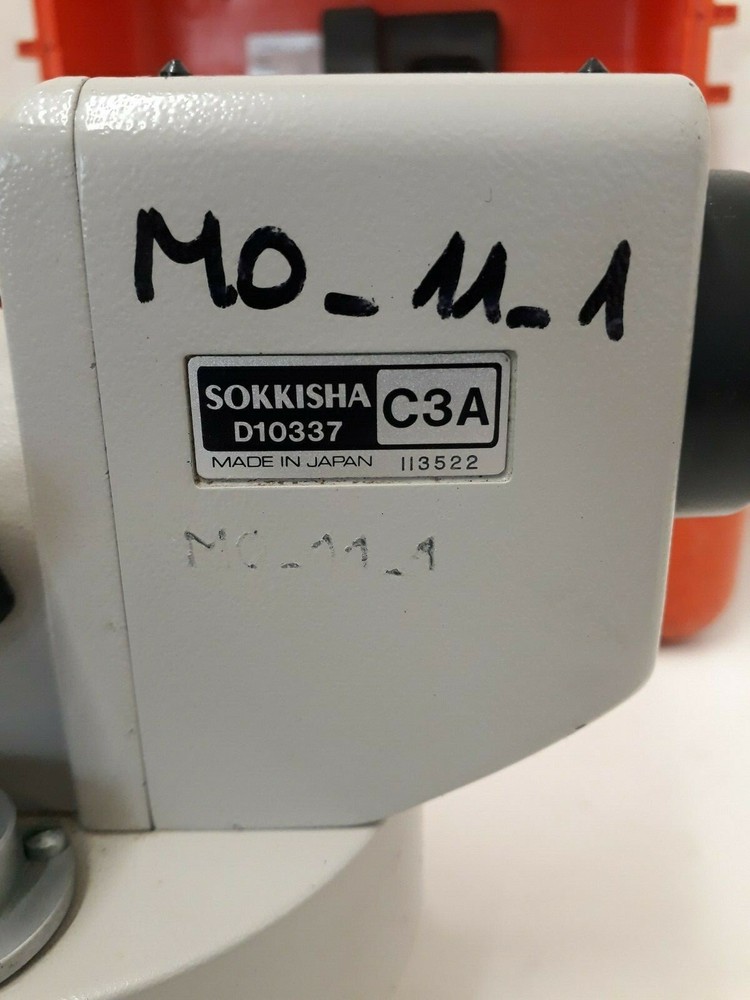 MO_11_1
SOKKISHA
D10337
C3A
MADE IN JAPAN 113522
MO_11_1